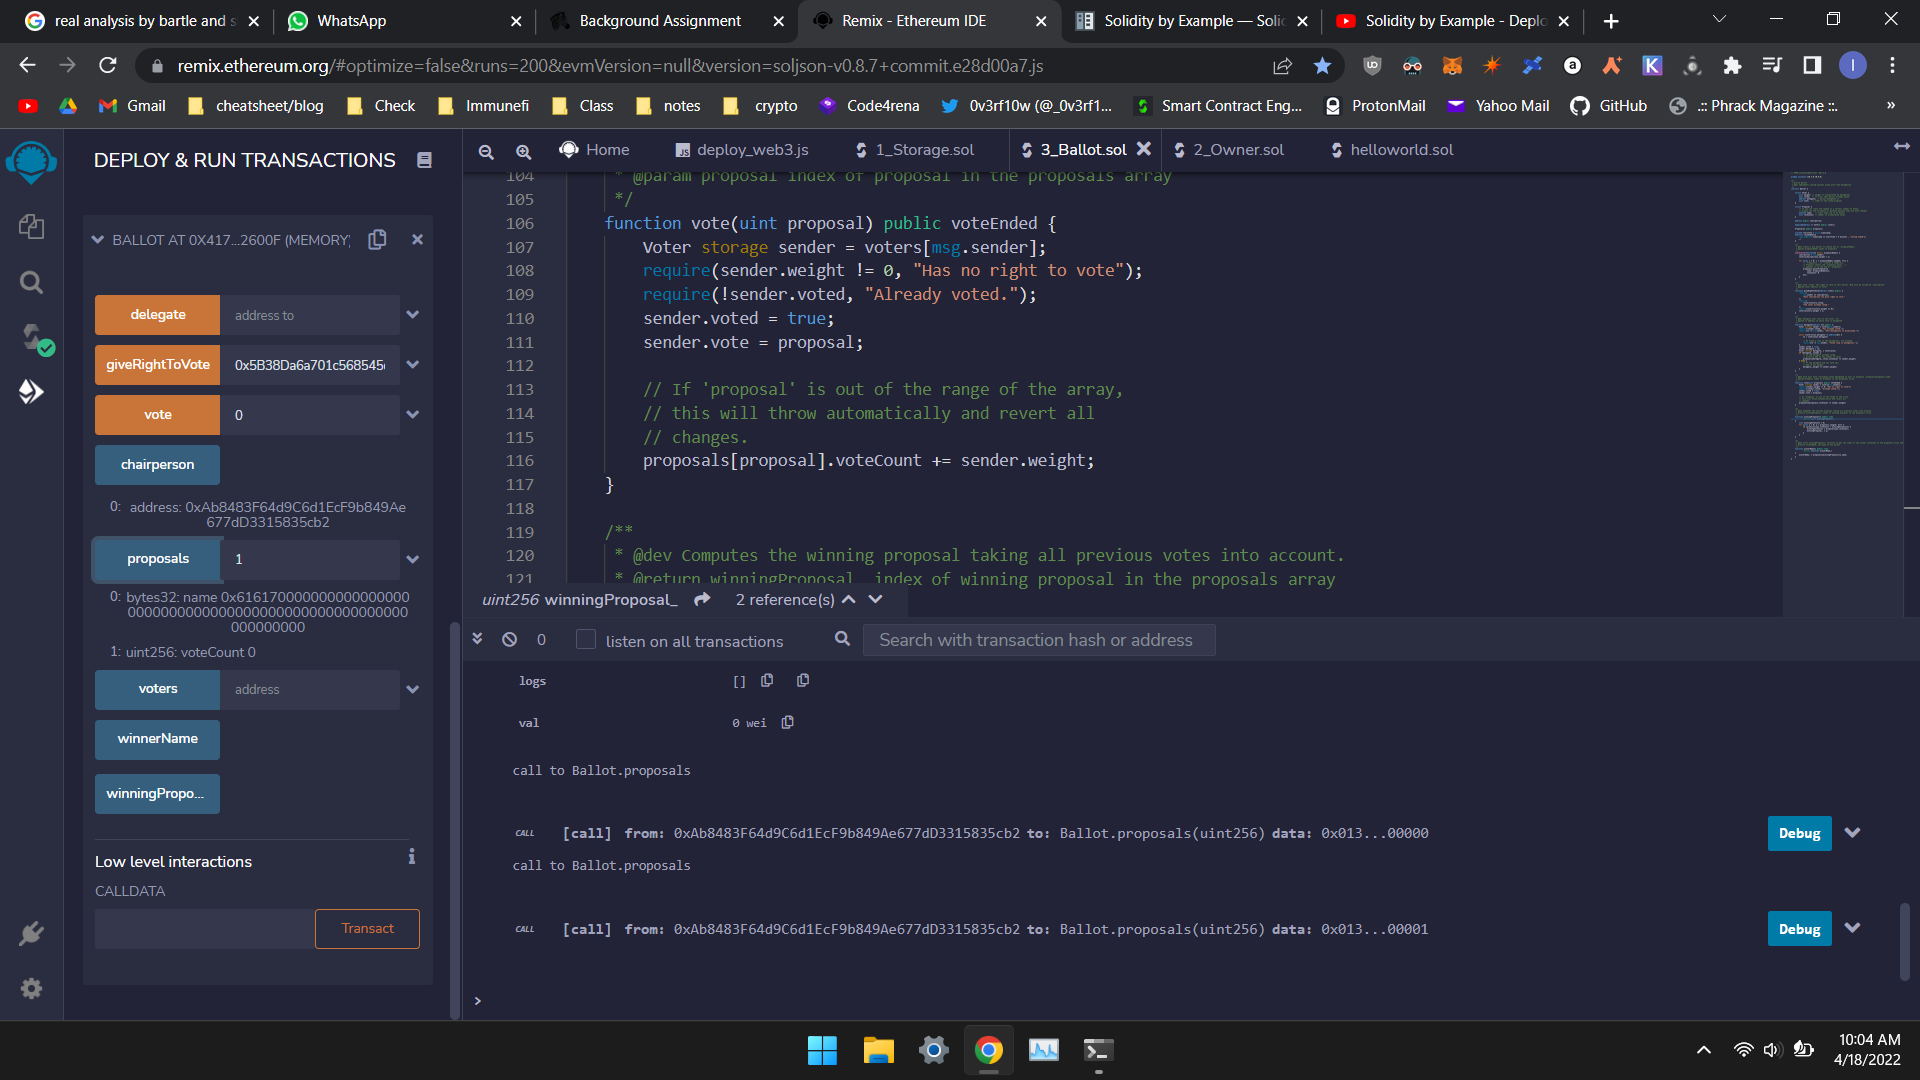 real analysis by bartle and s
WhatsApp
Background Assignment
Remix - Ethereum IDE
Solidity by Example — Solid
Solidity by Example - Deplo
remix.ethereum.org/#optimize=false&runs=200&evmVersion=null&version=soljson-v0.8.7+commit.e28d00a7.js
Gmail
cheatsheet/blog
Check
Immunefi
Class
notes
crypto
Code4rena
0v3rf10w (@_0v3rf1...
Smart Contract Eng...
ProtonMail
Yahoo Mail
GitHub
.:: Phrack Magazine ::.
»
DEPLOY & RUN TRANSACTIONS
BALLOT AT 0X417...2600F (MEMORY)
delegate
address to
giveRightToVote
0x5B38Da6a701c568545
vote
0
chairperson
0: address: 0xAb8483F64d9C6d1EcF9b849Ae
677dD3315835cb2
proposals
1
0: bytes32: name 0x6161700000000000000
00000000000000000000000000000000000
000000000
1: uint256: voteCount 0
voters
address
winnerName
winningPropo...
Low level interactions
CALLDATA
Transact
Home
deploy_web3.js
1_Storage.sol
3_Ballot.sol
2_Owner.sol
helloworld.sol
104 * @param proposal index of proposal in the proposals array
105 */
106 function vote(uint proposal) public voteEnded {
107 Voter storage sender = voters[msg.sender];
108 require(sender.weight != 0, "Has no right to vote");
109 require(!sender.voted, "Already voted.");
110 sender.voted = true;
111 sender.vote = proposal;
112
113 // If 'proposal' is out of the range of the array,
114 // this will throw automatically and revert all
115 // changes.
116 proposals[proposal].voteCount += sender.weight;
117 }
118
119 /**
120 * @dev Computes the winning proposal taking all previous votes into account.
121 * @return winningProposal_ index of winning proposal in the proposals array
uint256 winningProposal_ 2 reference(s)
0
listen on all transactions
Search with transaction hash or address
logs []
val 0 wei
call to Ballot.proposals
CALL [call] from: 0xAb8483F64d9C6d1EcF9b849Ae677dD3315835cb2 to: Ballot.proposals(uint256) data: 0x013...00000
Debug
call to Ballot.proposals
CALL [call] from: 0xAb8483F64d9C6d1EcF9b849Ae677dD3315835cb2 to: Ballot.proposals(uint256) data: 0x013...00001
Debug
>
10:04 AM
4/18/2022